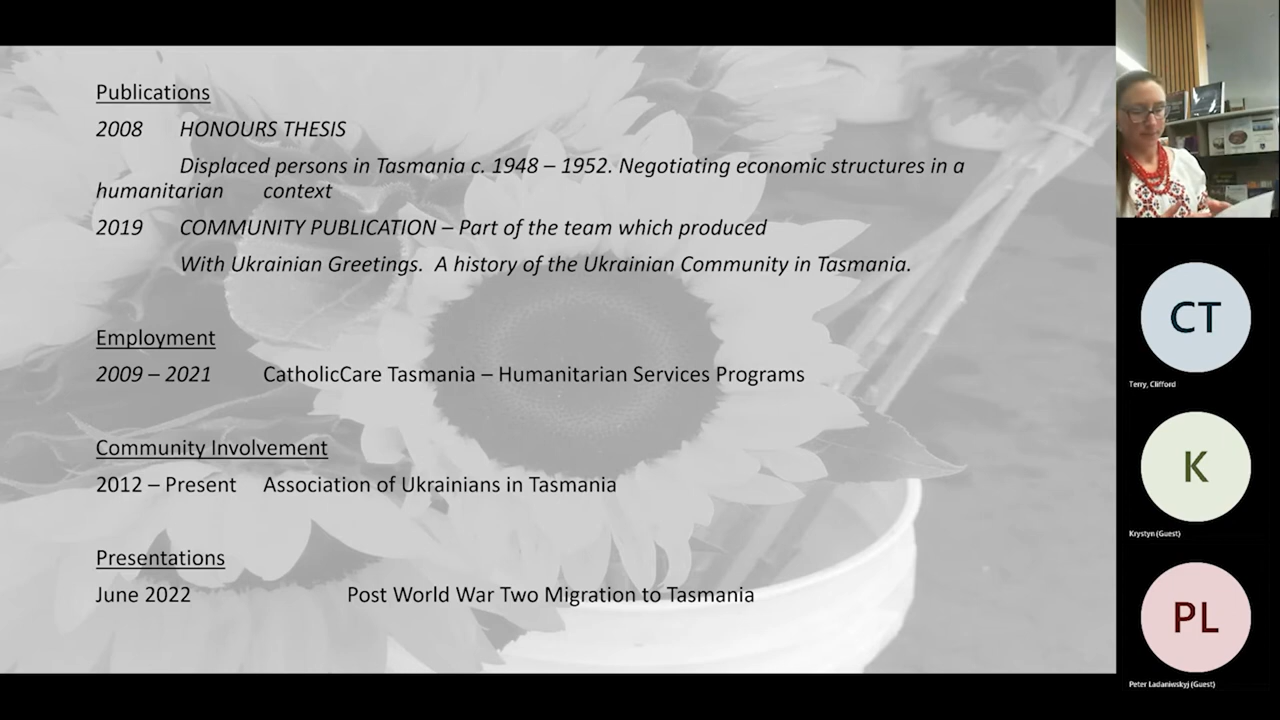 Publications
2008 HONOURS THESIS
Displaced persons in Tasmania c. 1948 – 1952. Negotiating economic structures in a
humanitarian context
2019 COMMUNITY PUBLICATION – Part of the team which produced
With Ukrainian Greetings. A history of the Ukrainian Community in Tasmania.
Employment
2009 – 2021 CatholicCare Tasmania – Humanitarian Services Programs
Community Involvement
2012 – Present Association of Ukrainians in Tasmania
Presentations
June 2022 Post World War Two Migration to Tasmania
CT
Terry, Clifford
K
Krystyn (Guest)
PL
Peter Ladaniwskyj (Guest)